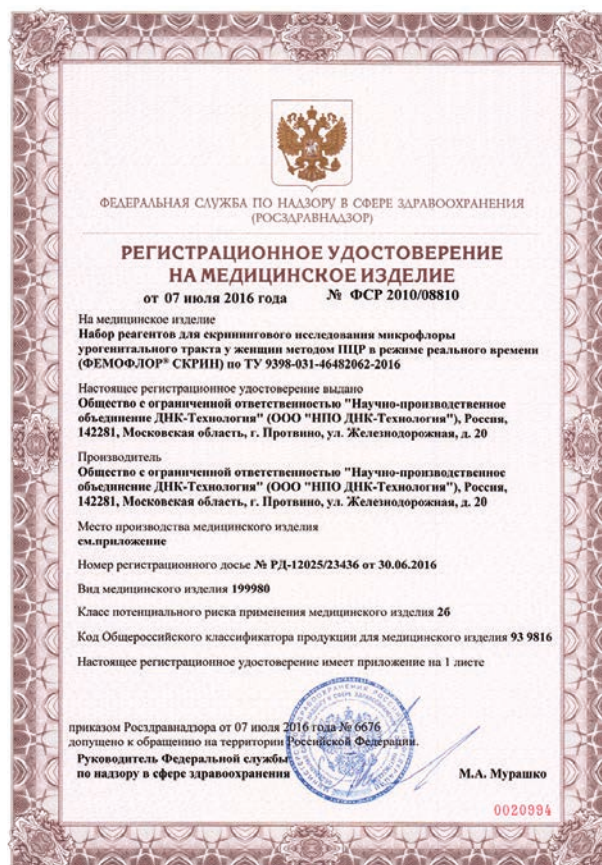 ФЕДЕРАЛЬНАЯ СЛУЖБА ПО НАДЗОРУ В СФЕРЕ ЗДРАВООХРАНЕНИЯ
(РОСЗДРАВНАДЗОР)
РЕГИСТРАЦИОННОЕ УДОСТОВЕРЕНИЕ
НА МЕДИЦИНСКОЕ ИЗДЕЛИЕ
от 07 июля 2016 года № ФСР 2010/08810
На медицинское изделие
Набор реагентов для скринингового исследования микрофлоры
урогенитального тракта у женщин методом ПЦР в режиме реального времени
(ФЕМОФЛОР® СКРИН) по ТУ 9398-031-46482062-2016
Настоящее регистрационное удостоверение выдано
Общество с ограниченной ответственностью "Научно-производственное
объединение ДНК-Технология" (ООО "НПО ДНК-Технология"), Россия,
142281, Московская область, г. Протвино, ул. Железнодорожная, д. 20
Производитель
Общество с ограниченной ответственностью "Научно-производственное
объединение ДНК-Технология" (ООО "НПО ДНК-Технология"), Россия,
142281, Московская область, г. Протвино, ул. Железнодорожная, д. 20
Место производства медицинского изделия
см.приложение
Номер регистрационного досье № РД-12025/23436 от 30.06.2016
Вид медицинского изделия 199980
Класс потенциального риска применения медицинского изделия 2б
Код Общероссийского классификатора продукции для медицинского изделия 93 9816
Настоящее регистрационное удостоверение имеет приложение на 1 листе
приказом Росздравнадзора от 07 июля 2016 года № 6676
допущено к обращению на территории Российской Федерации.
Руководитель Федеральной службы
по надзору в сфере здравоохранения М.А. Мурашко
0020994